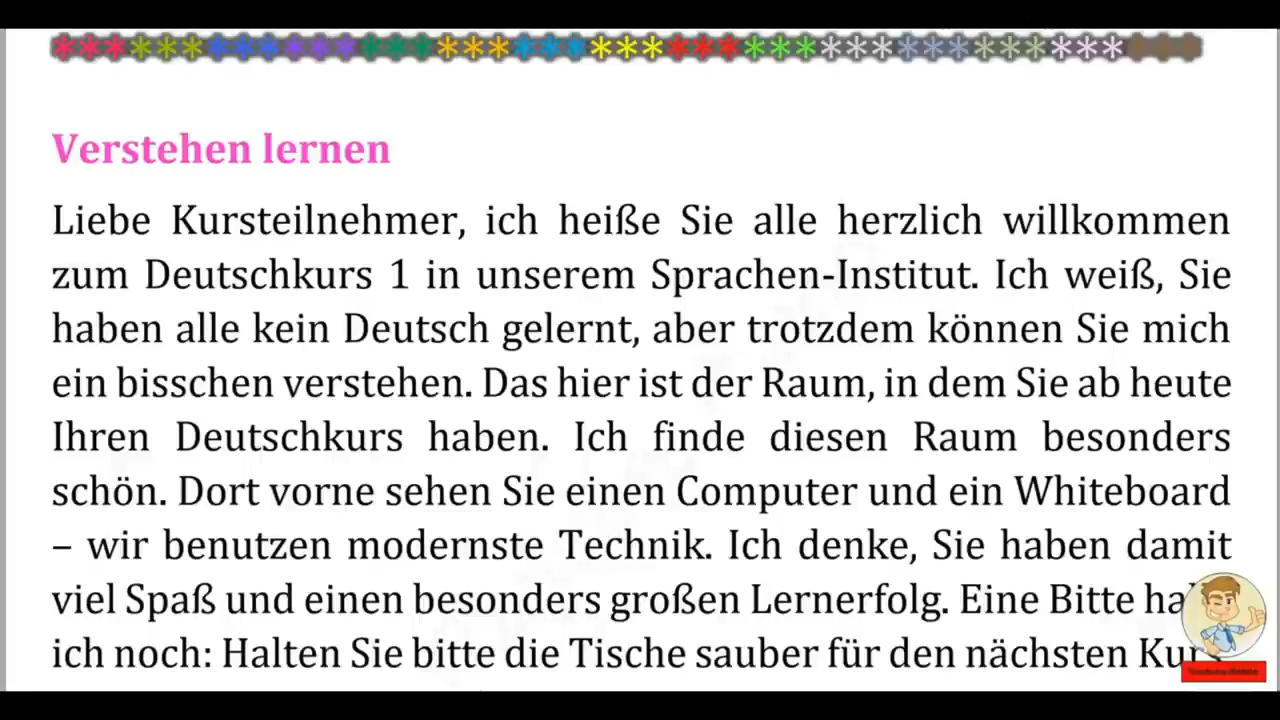 Verstehen lernen
Liebe Kursteilnehmer, ich heiße Sie alle herzlich willkommen
zum Deutschkurs 1 in unserem Sprachen-Institut. Ich weiß, Sie
haben alle kein Deutsch gelernt, aber trotzdem können Sie mich
ein bisschen verstehen. Das hier ist der Raum, in dem Sie ab heute
Ihren Deutschkurs haben. Ich finde diesen Raum besonders
schön. Dort vorne sehen Sie einen Computer und ein Whiteboard
– wir benutzen modernste Technik. Ich denke, Sie haben damit
viel Spaß und einen besonders großen Lernerfolg. Eine Bitte
ich noch: Halten Sie bitte die Tische sauber für den nächsten